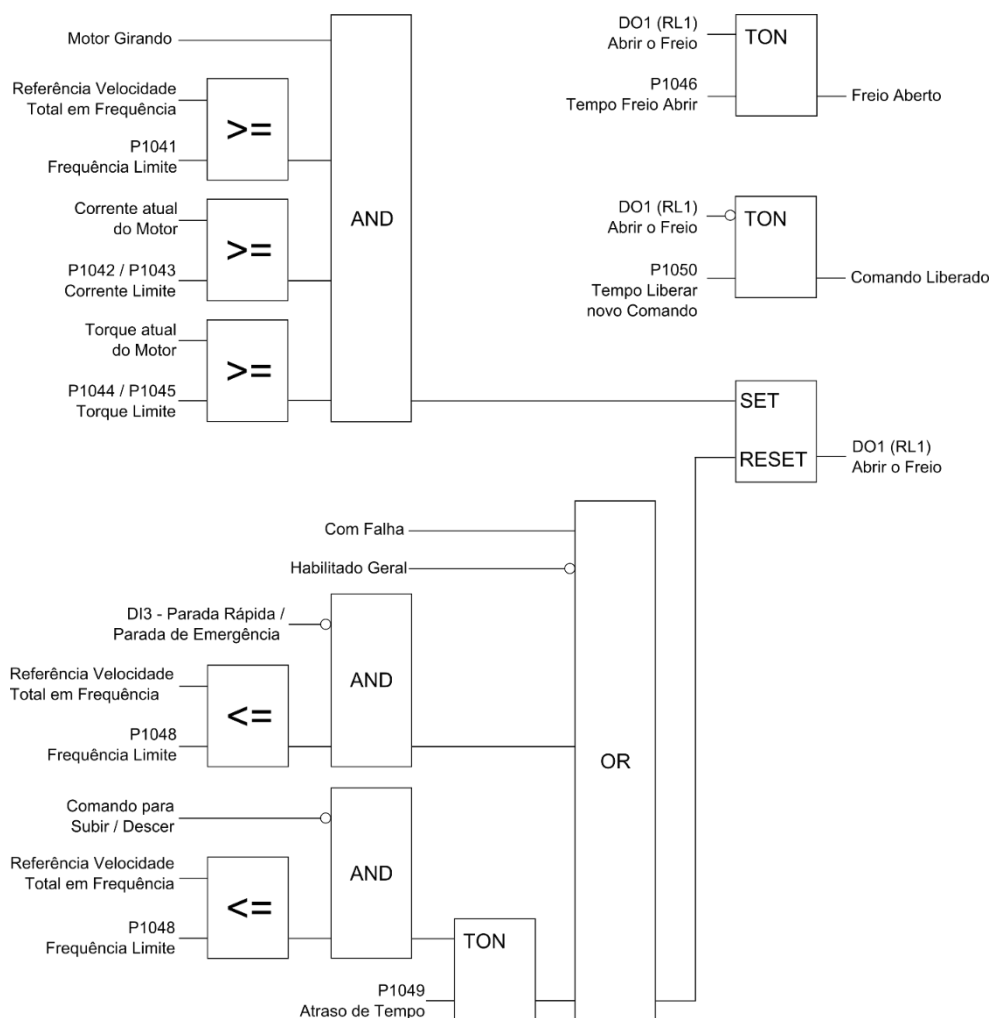 Motor Girando
Referência Velocidade
Total em Frequência
>=
P1041
Frequência Limite
Corrente atual
do Motor
>=
P1042 / P1043
Corrente Limite
Torque atual
do Motor
>=
P1044 / P1045
Torque Limite
AND
DO1 (RL1)
Abrir o Freio
TON
P1046
Tempo Freio Abrir
Freio Aberto
DO1 (RL1)
Abrir o Freio
TON
P1050
Tempo Liberar
novo Comando
Comando Liberado
SET
RESET
DO1 (RL1)
Abrir o Freio
Com Falha
Habilitado Geral
DI3 - Parada Rápida /
Parada de Emergência
AND
Referência Velocidade
Total em Frequência
<=
P1048
Frequência Limite
OR
Comando para
Subir / Descer
AND
Referência Velocidade
Total em Frequência
<=
P1048
Frequência Limite
TON
P1049
Atraso de Tempo